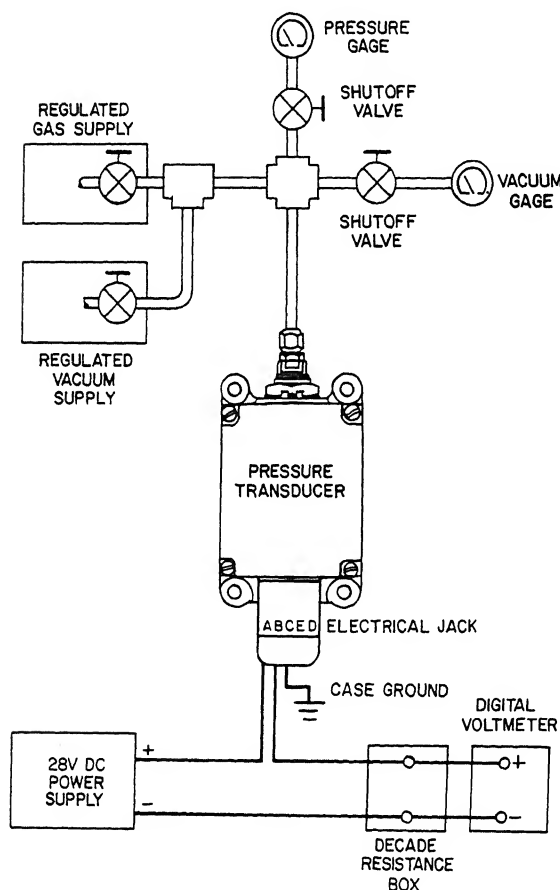 PRESSURE
GAGE
SHUTOFF
VALVE
REGULATED
GAS SUPPLY
VACUUM
GAGE
SHUTOFF
VALVE
REGULATED
VACUUM
SUPPLY
PRESSURE
TRANSDUCER
ABCED ELECTRICAL JACK
CASE GROUND
DIGITAL
VOLTMETER
28V DC
POWER
SUPPLY
+
−
+
-
DECADE
RESISTANCE
BOX